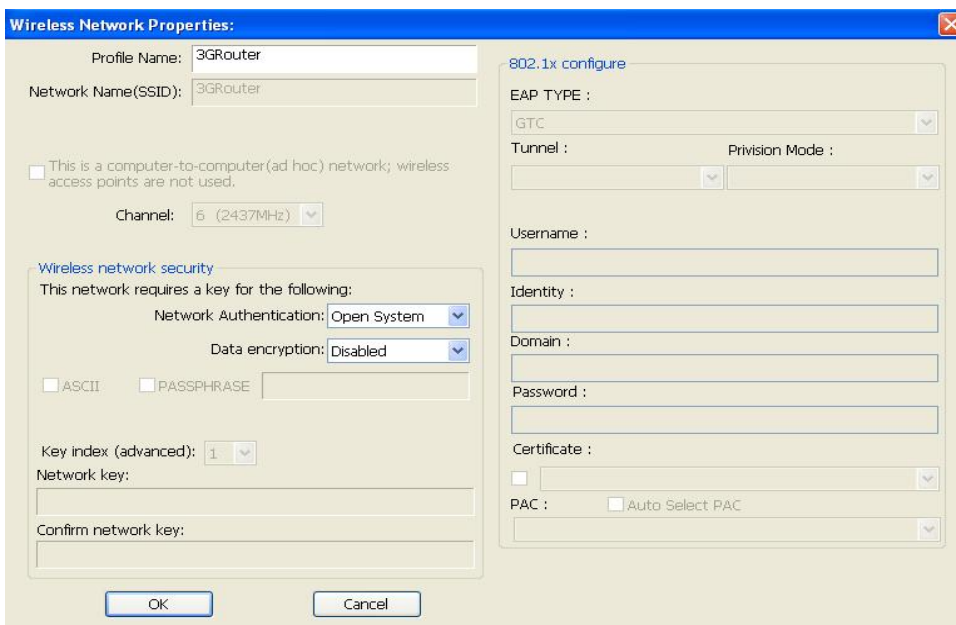 Wireless Network Properties:
Profile Name: 3GRouter
Network Name(SSID): 3GRouter
This is a computer-to-computer(ad hoc) network; wireless
access points are not used.
Channel: 6 (2437MHz)
Wireless network security
This network requires a key for the following:
Network Authentication: Open System
Data encryption: Disabled
ASCII PASSPHRASE
Key index (advanced): 1
Network key:
Confirm network key:
OK Cancel
802.1x configure
EAP TYPE :
GTC
Tunnel : Privision Mode :
Username :
Identity :
Domain :
Password :
Certificate :
PAC : Auto Select PAC